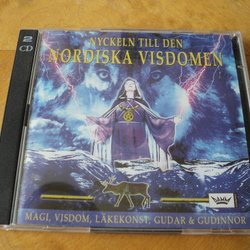 NYCKELN TILL DEN
NORDISKA VISDOMEN
2
CD
MAGI, VISDOM, LÄKEKONST, GUDAR & GUDINNOR